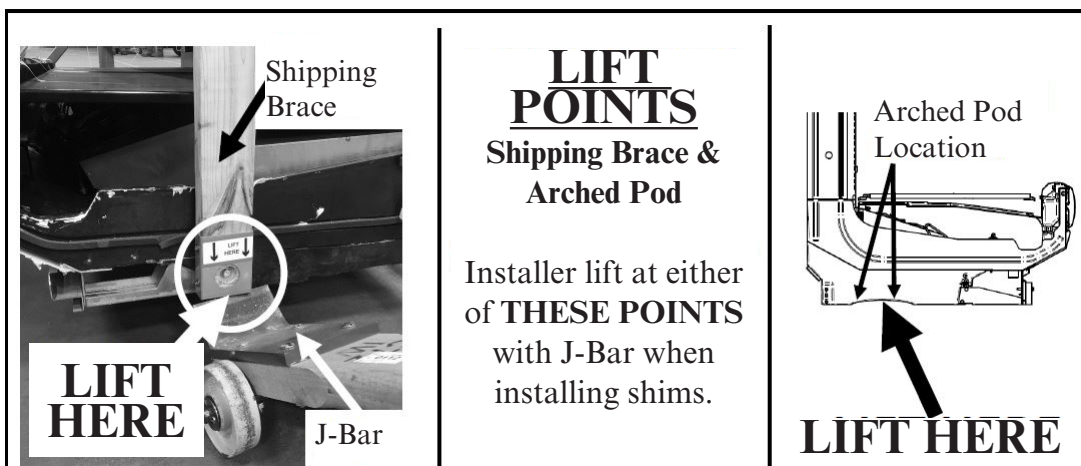 Shipping
Brace
LIFT
HERE
LIFT
HERE
J-Bar
LIFT
POINTS
Shipping Brace &
Arched Pod
Installer lift at either
of THESE POINTS
with J-Bar when
installing shims.
Arched Pod
Location
LIFT HERE